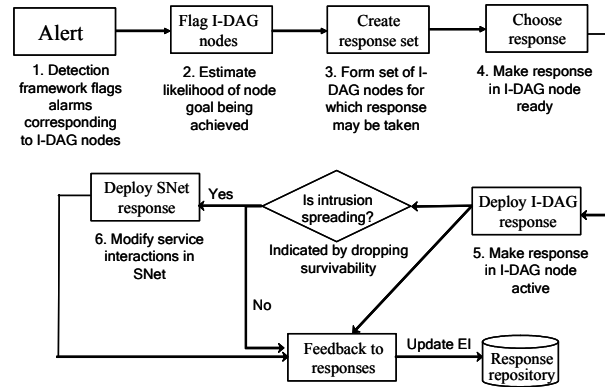 Alert
Flag I-DAG
nodes
Create
response set
Choose
response
1. Detection
framework flags
alarms
corresponding
to I-DAG nodes
2. Estimate
likelihood of node
goal being
achieved
3. Form set of I-
DAG nodes for
which response
may be taken
4. Make response
in I-DAG node
ready
Deploy SNet
response
Yes
Is intrusion
spreading?
Deploy I-DAG
response
6. Modify service
interactions in
SNet
Indicated by dropping
survivability
5. Make response
in I-DAG node
active
No
Feedback to
responses
Update EI
Response
repository